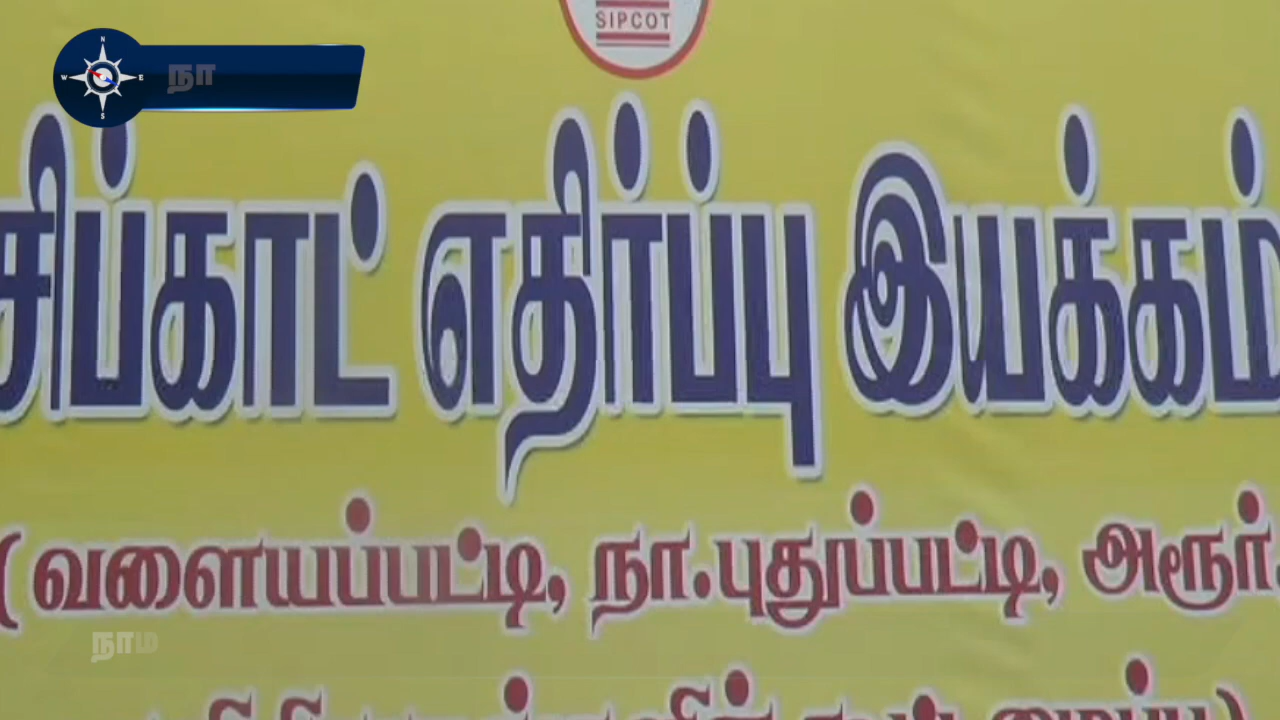 SIPCOT
N
W E
S
நா
சிப்காட் எதிர்ப்பு இயக்கம்
( வளையப்பட்டி, நா.புதுப்பட்டி, அரூர்.
நாம